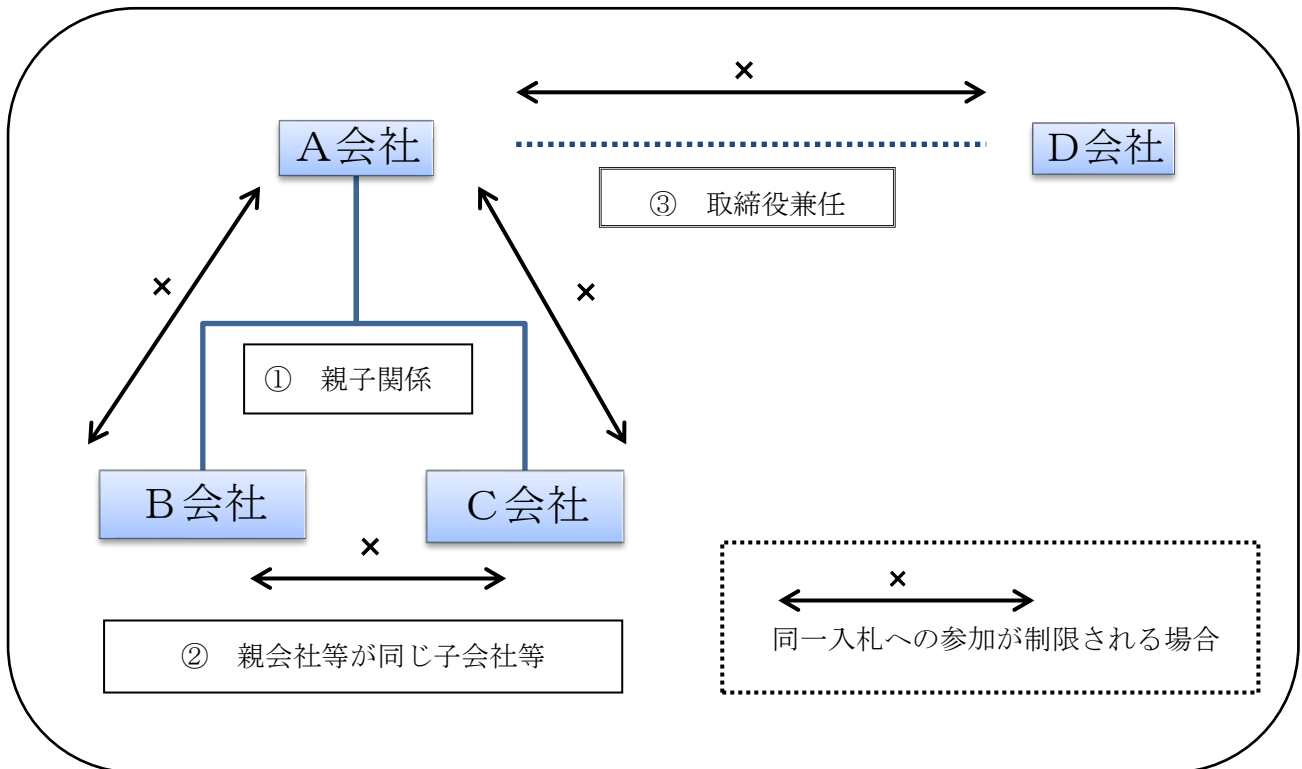 ×
A会社
D会社
③　取締役兼任
×
×
①　親子関係
B会社
C会社
×
②　親会社等が同じ子会社等
×
同一入札への参加が制限される場合